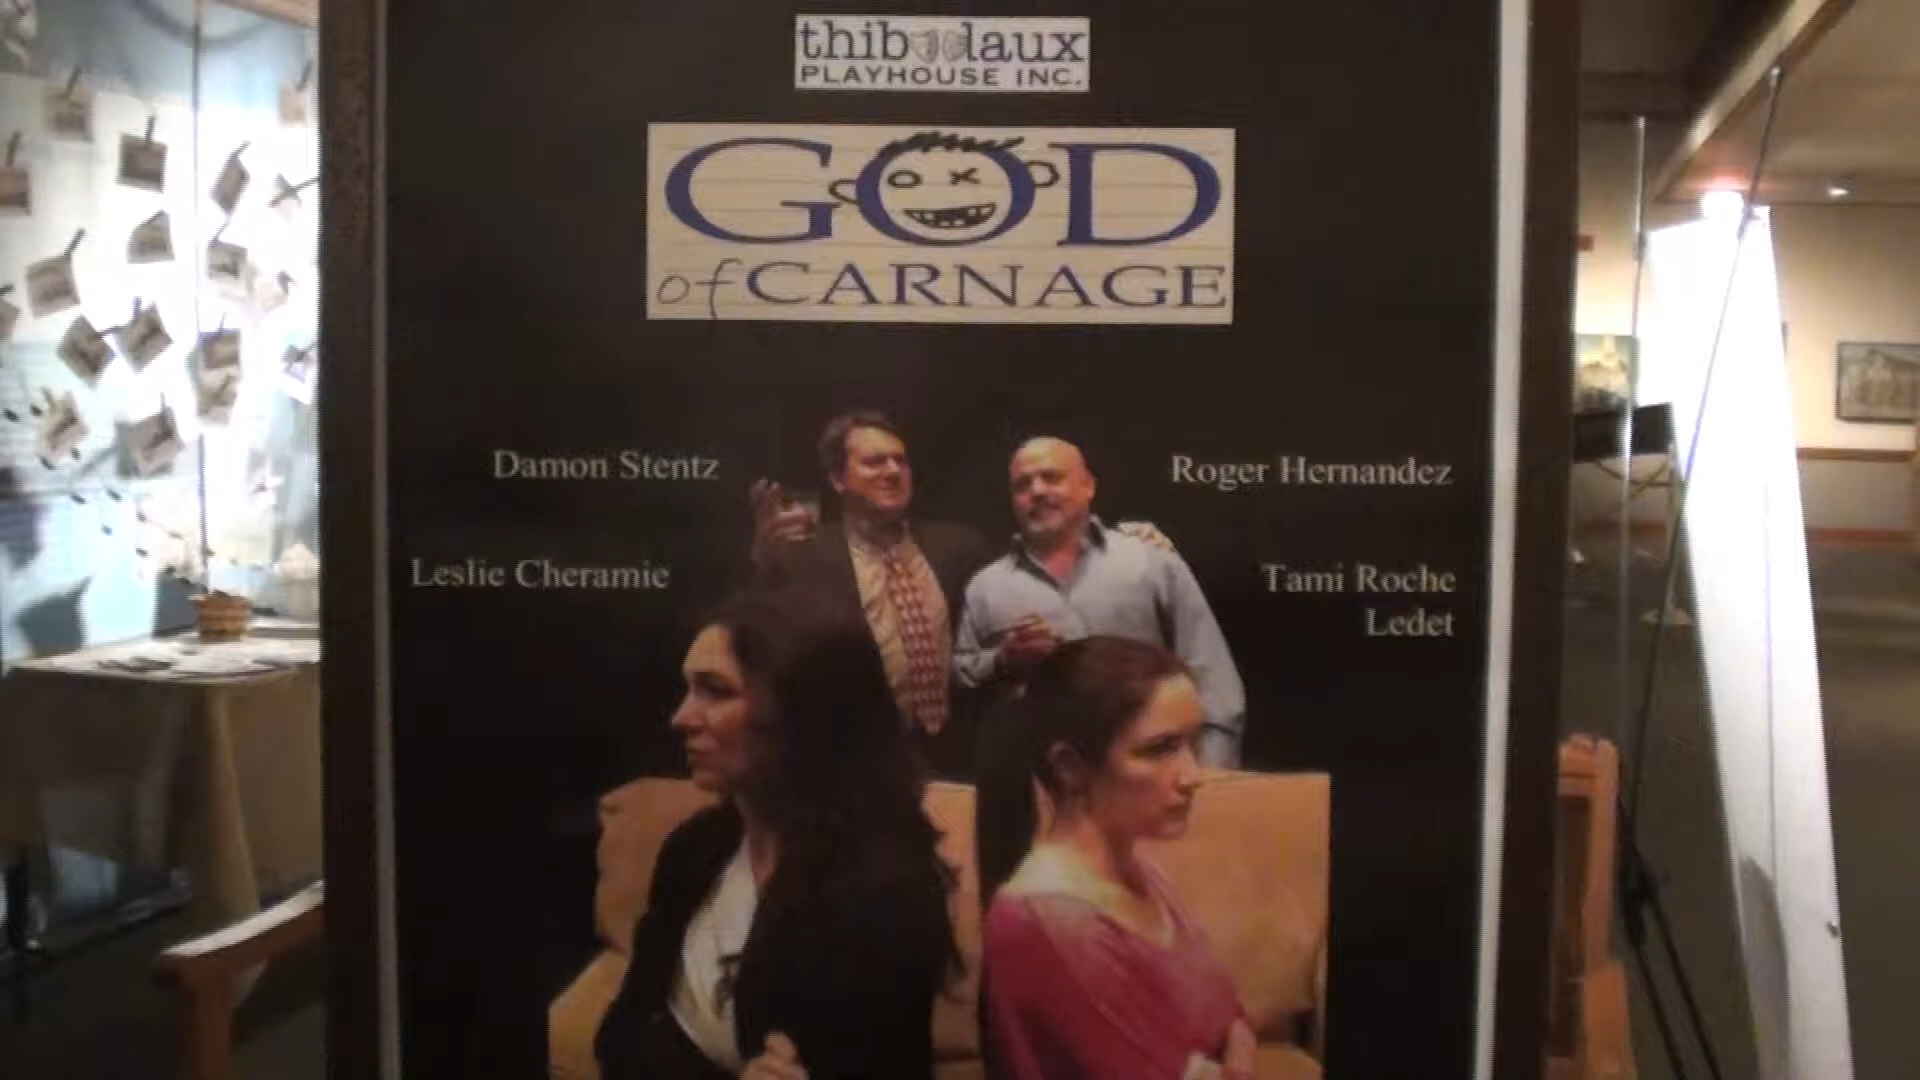 thibodaux
PLAYHOUSE INC.
GOD
of CARNAGE
Damon Stentz
Roger Hernandez
Leslie Cheramie
Tami Roche
Ledet